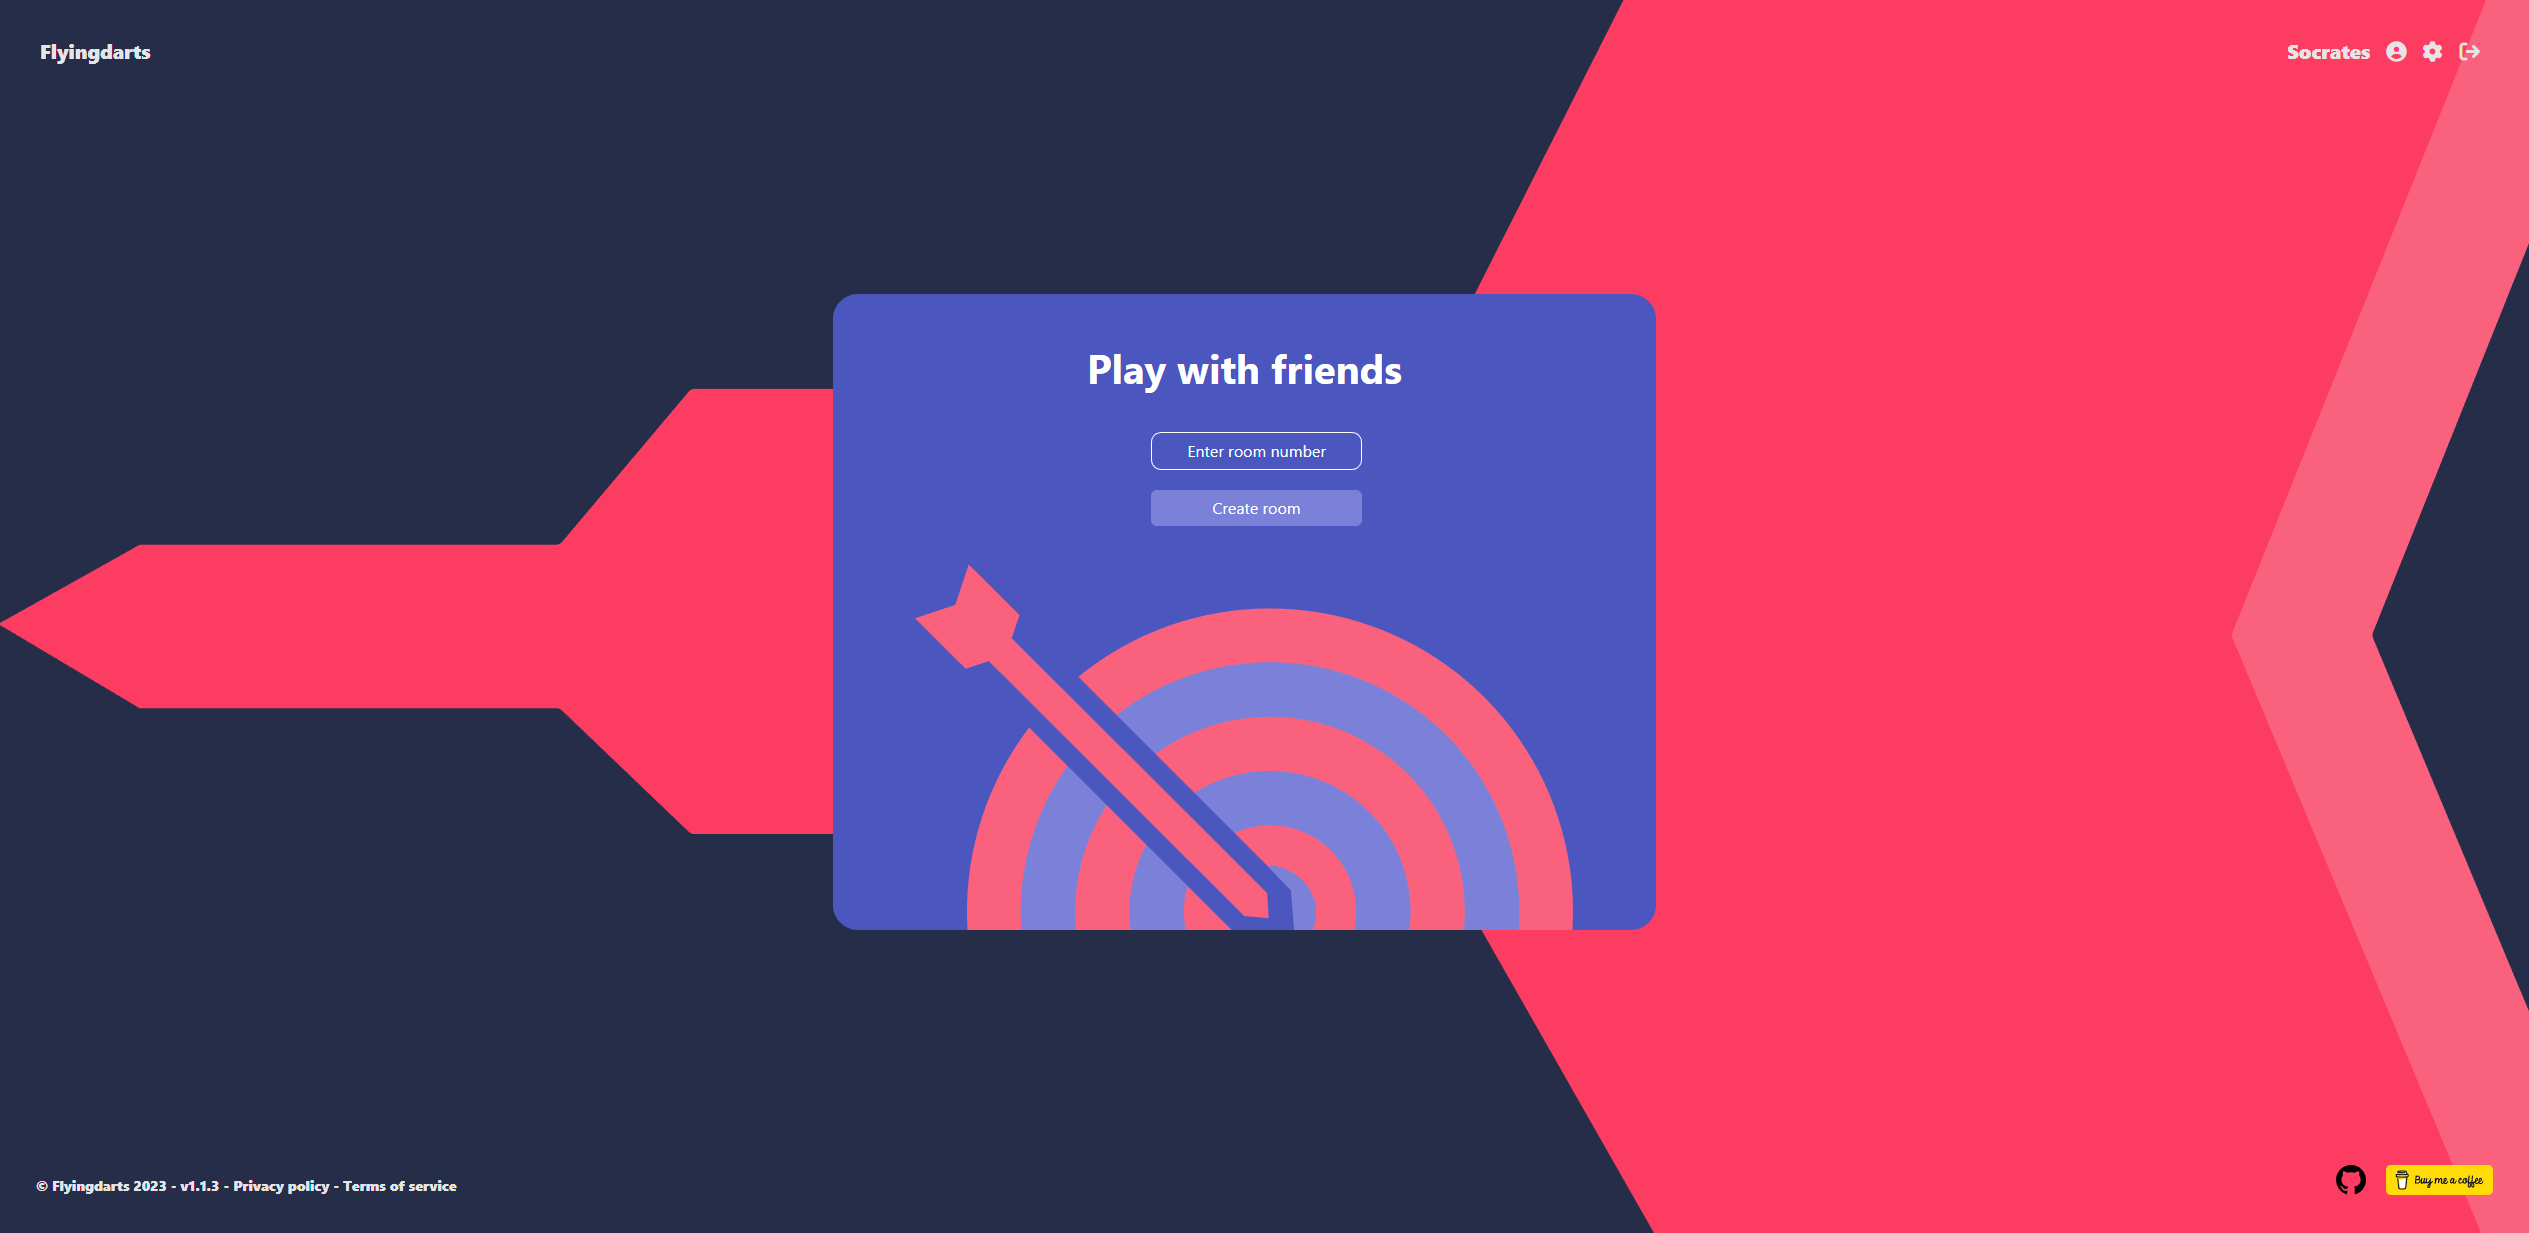 Flyingdarts
Socrates
Play with friends
Enter room number
Create room
© Flyingdarts 2023 - v1.1.3 - Privacy policy - Terms of service
Buy me a coffee